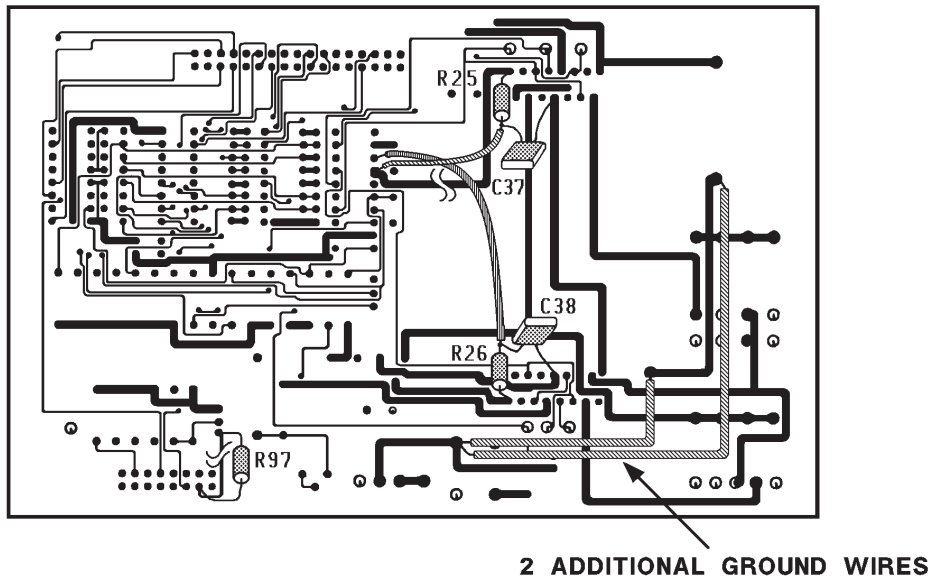 R25
C37
C38
R26
R97
2 ADDITIONAL GROUND WIRES